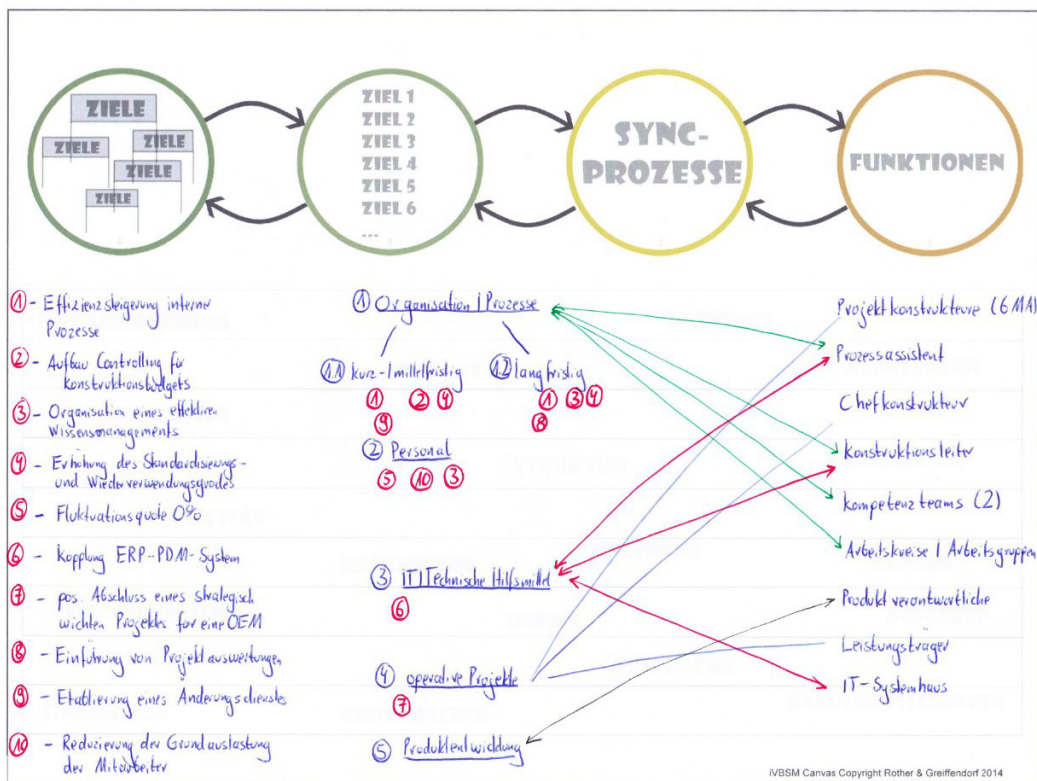 ZIELE
ZIELE
ZIELE
ZIELE
ZIELE
ZIEL 1
ZIEL 2
ZIEL 3
ZIEL 4
ZIEL 5
ZIEL 6
...
SYNC-
PROZESSE
FUNKTIONEN
① - Effizienzsteigerung interner
Prozesse
② - Aufbau Controlling für
Konstruktionsbudgets
③ - Organisation eines effektiven
Wissensmanagements
④ - Erhöhung des Standardisierungs-
und Wiederverwendungsgrades
⑤ - Fluktuationsquote 0%
⑥ - Kopplung ERP-PDM-System
⑦ - pos. Abschluss eines strategisch
wichten Projektes für eine OEM
⑧ - Einführung von Projektauswertungen
⑨ - Etablierung eines Änderungsdienstes
⑩ - Reduzierung der Grundauslastung
der Mitarbeiter
① Organisation / Prozesse
1.1 kurz-/mittelfristig
① ② ④
⑨
1.2 langfristig
① ③ ④
⑧
② Personal
⑤ ⑩ ③
③ IT/Technische Hilfsmittel
⑥
④ operative Projekte
⑦
⑤ Produktentwicklung
Projektkonstrukteure (6MA)
Prozessassistent
Chefkonstrukteur
Konstruktionsleiter
Kompetenzteams (2)
Arbeitskreise / Arbeitsgruppen
Produktverantwortliche
Leistungsträger
IT-Systemhaus
iVBSM Canvas Copyright Rother & Greiffendorf 2014